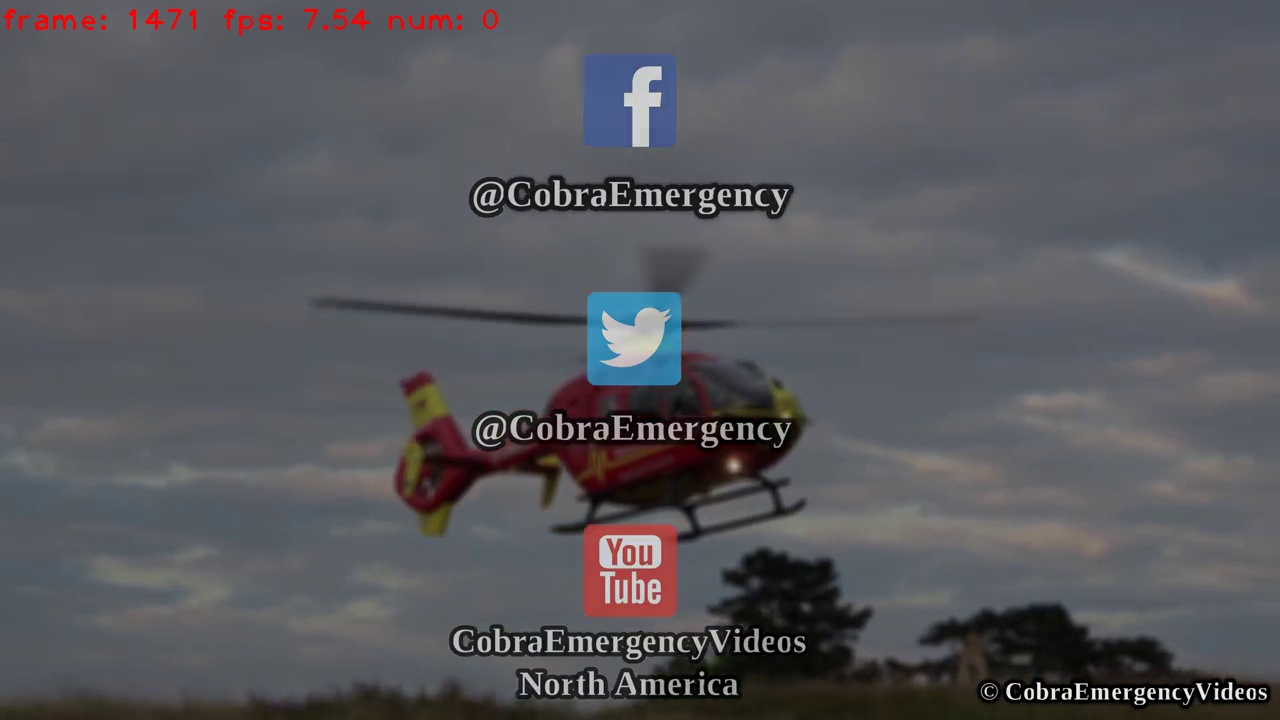 frame: 1471 fps: 7.54 num: 0
f
@CobraEmergency
@CobraEmergency
You
Tube
CobraEmergencyVideos
North America
© CobraEmergencyVideos